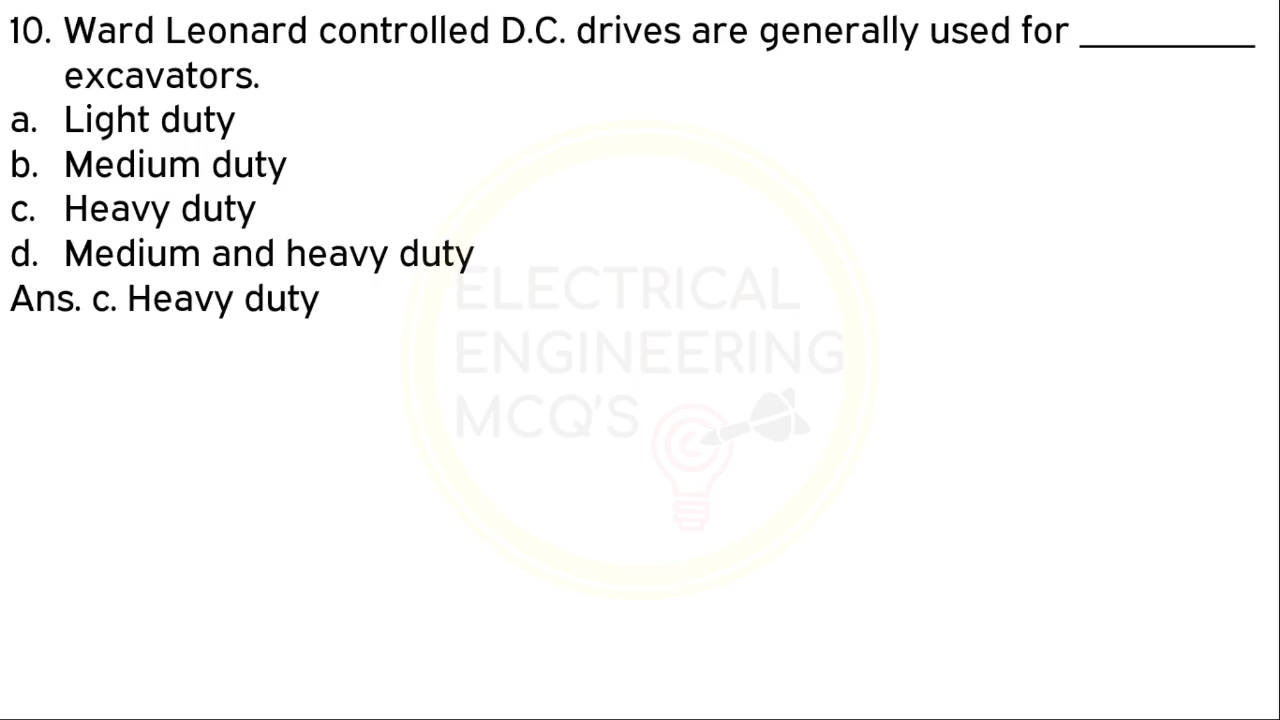 10. Ward Leonard controlled D.C. drives are generally used for __________
excavators.
a. Light duty
b. Medium duty
c. Heavy duty
d. Medium and heavy duty
Ans. c. Heavy duty
ELECTRICAL
ENGINEERING
MCQ'S